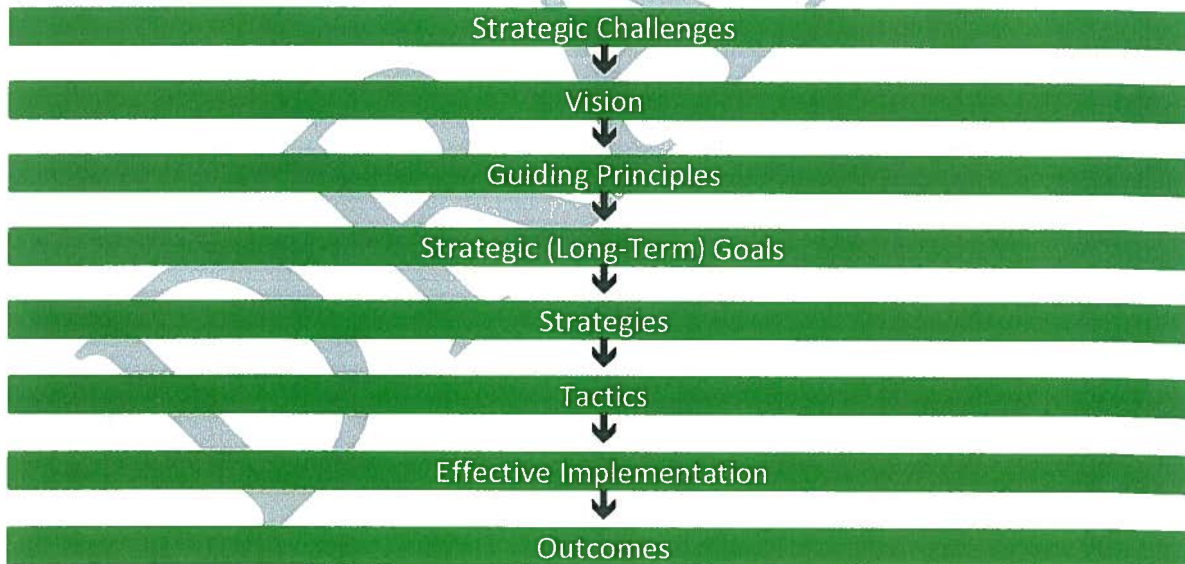 Strategic Challenges
Vision
Guiding Principles
Strategic (Long-Term) Goals
Strategies
Tactics
Effective Implementation
Outcomes